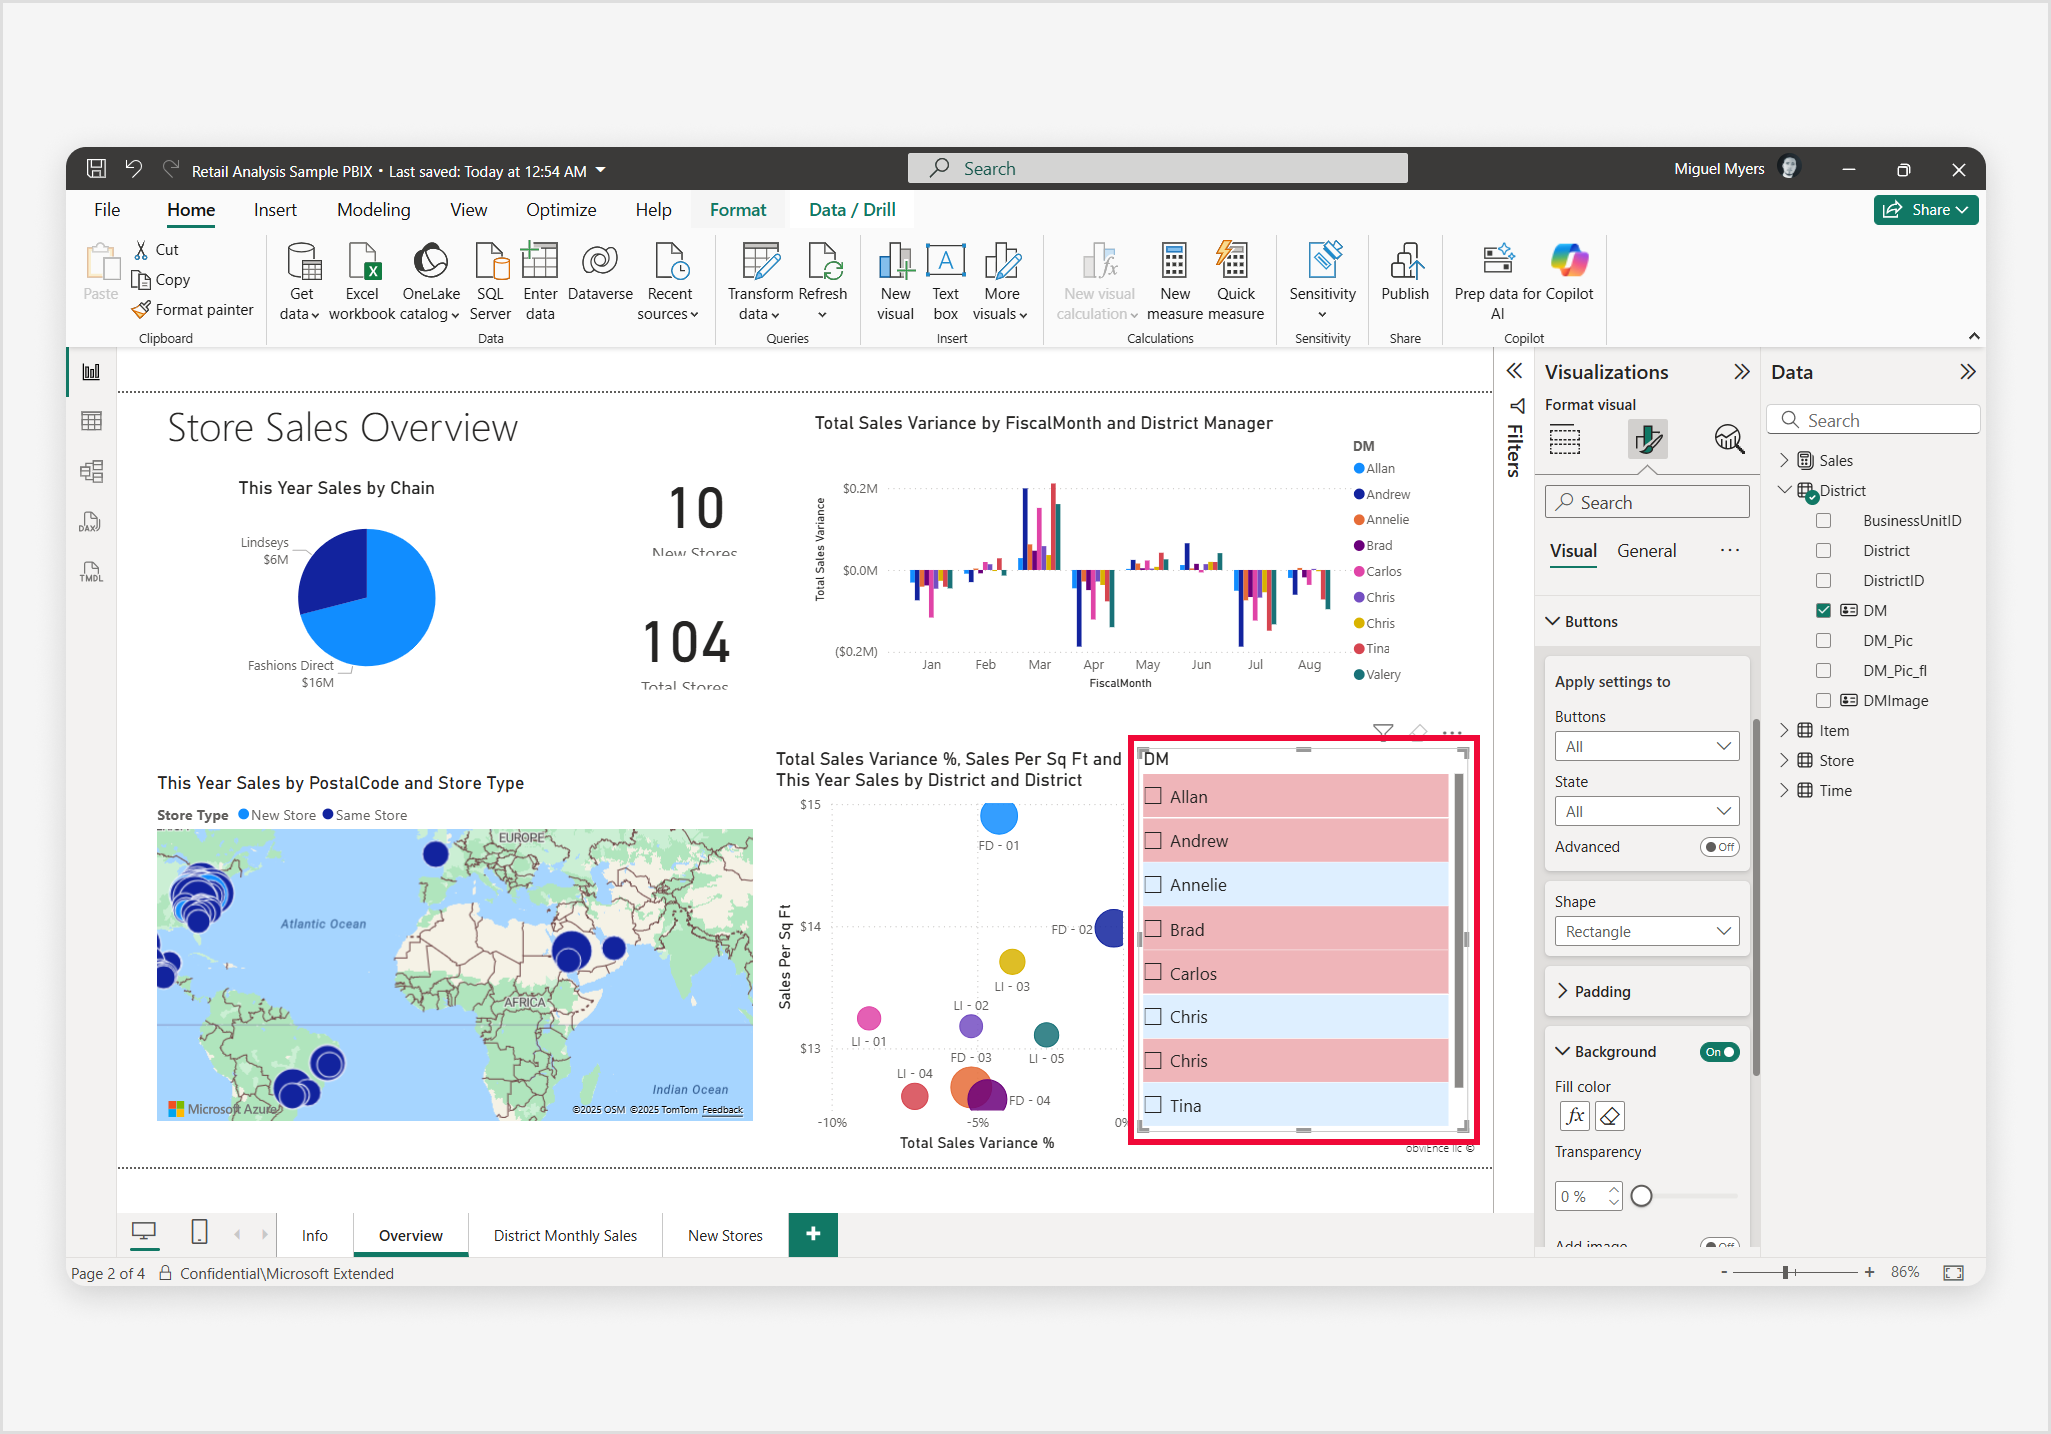 Retail Analysis Sample PBIX • Last saved: Today at 12:54 AM
Search
Miguel Myers
File Home Insert Modeling View Optimize Help Format Data / Drill
Share
Paste
Cut
Copy
Format painter
Clipboard
Get data
Excel workbook
OneLake catalog
SQL Server
Enter data
Dataverse
Recent sources
Data
Transform data
Refresh
Queries
New visual
Text box
More visuals
Insert
New visual calculation
New measure
Quick measure
Calculations
Sensitivity
Sensitivity
Publish
Share
Prep data for AI
Copilot
Copilot
DAX
TMDL
Store Sales Overview
This Year Sales by Chain
Lindseys
$6M
Fashions Direct
$16M
10
New Stores
104
Total Stores
Total Sales Variance by FiscalMonth and District Manager
Total Sales Variance
$0.2M
$0.0M
($0.2M)
Jan Feb Mar Apr May Jun Jul Aug
FiscalMonth
DM
Allan
Andrew
Annelie
Brad
Carlos
Chris
Chris
Tina
Valery
This Year Sales by PostalCode and Store Type
Store Type New Store Same Store
EUROPE
Atlantic Ocean
AFRICA
Indian Ocean
Microsoft Azure
©2025 OSM ©2025 TomTom Feedback
Total Sales Variance %, Sales Per Sq Ft and
This Year Sales by District and District
Sales Per Sq Ft
$15
$14
$13
FD - 01
FD - 02
LI - 03
LI - 02
LI - 01
FD - 03
LI - 05
LI - 04
FD - 04
-10% -5% 0%
Total Sales Variance %
DM
Allan
Andrew
Annelie
Brad
Carlos
Chris
Chris
Tina
obviEnce llc ©
Filters
Visualizations
Format visual
Search
Visual General
Buttons
Apply settings to
Buttons
All
State
All
Advanced Off
Shape
Rectangle
Padding
Background On
Fill color
fx
Transparency
0 %
Add image Off
Data
Search
Sales
District
BusinessUnitID
District
DistrictID
DM
DM_Pic
DM_Pic_fl
DMImage
Item
Store
Time
Info Overview District Monthly Sales New Stores +
Page 2 of 4 Confidential\Microsoft Extended
- + 86%